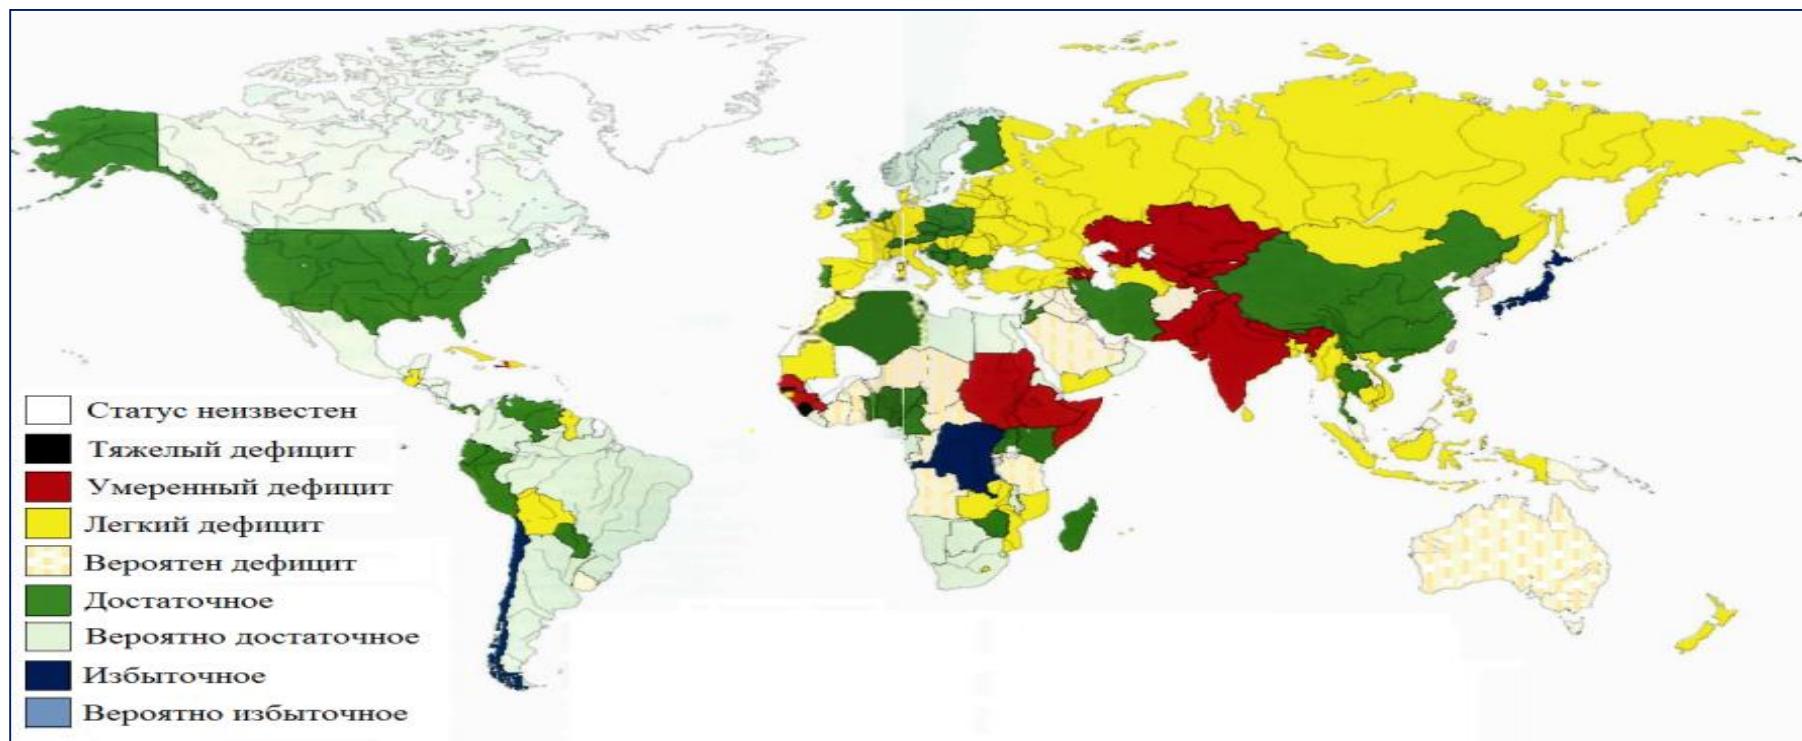 Статус неизвестен
Тяжелый дефицит
Умеренный дефицит
Легкий дефицит
Вероятен дефицит
Достаточное
Вероятно достаточное
Избыточное
Вероятно избыточное